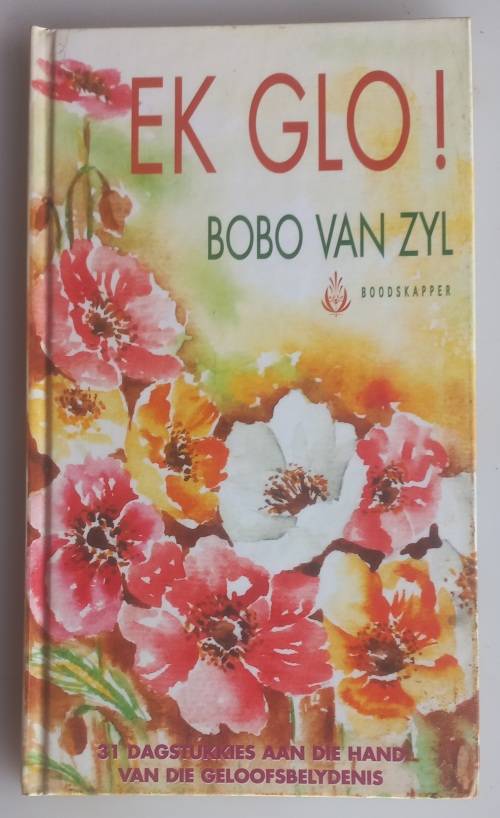 EK GLO!
BOBO VAN ZYL
BOODSKAPPER
31 DAGSTUKKIES AAN DIE HAND
VAN DIE GELOOFSBELYDENIS